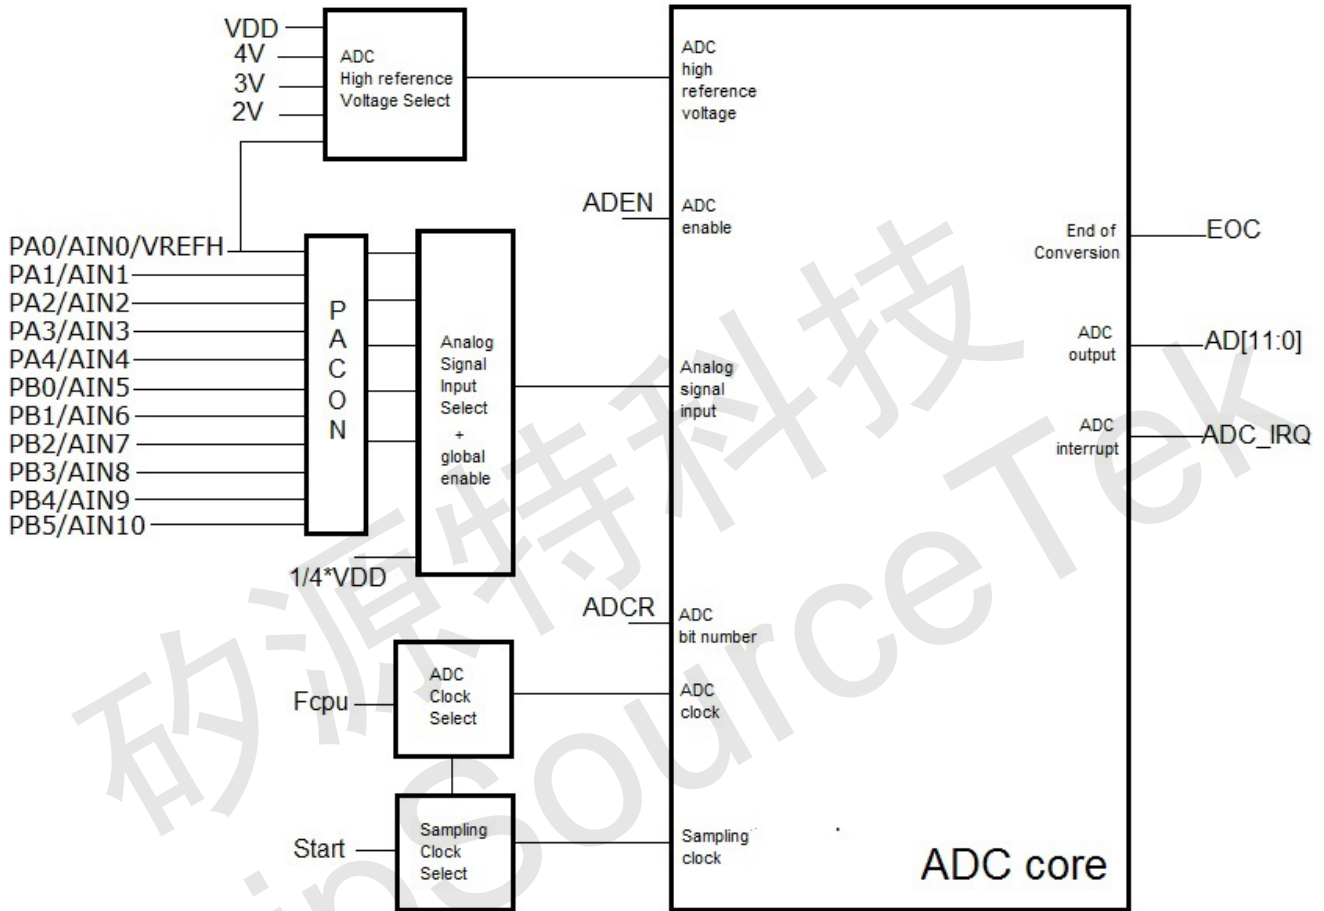 VDD
4V
3V
2V
ADC
High reference
Voltage Select
ADC
high
reference
voltage
ADEN
ADC
enable
PA0/AIN0/VREFH
PA1/AIN1
PA2/AIN2
PA3/AIN3
PA4/AIN4
PB0/AIN5
PB1/AIN6
PB2/AIN7
PB3/AIN8
PB4/AIN9
PB5/AIN10
P
A
C
O
N
Analog
Signal
Input
Select
+
global
enable
1/4*VDD
Analog
signal
input
End of
Conversion
EOC
ADC
output
AD[11:0]
ADC
interrupt
ADC_IRQ
ADCR
ADC
bit number
Fcpu
ADC
Clock
Select
ADC
clock
Start
Sampling
Clock
Select
Sampling
clock
ADC core
矽源特科技
inSourceTek